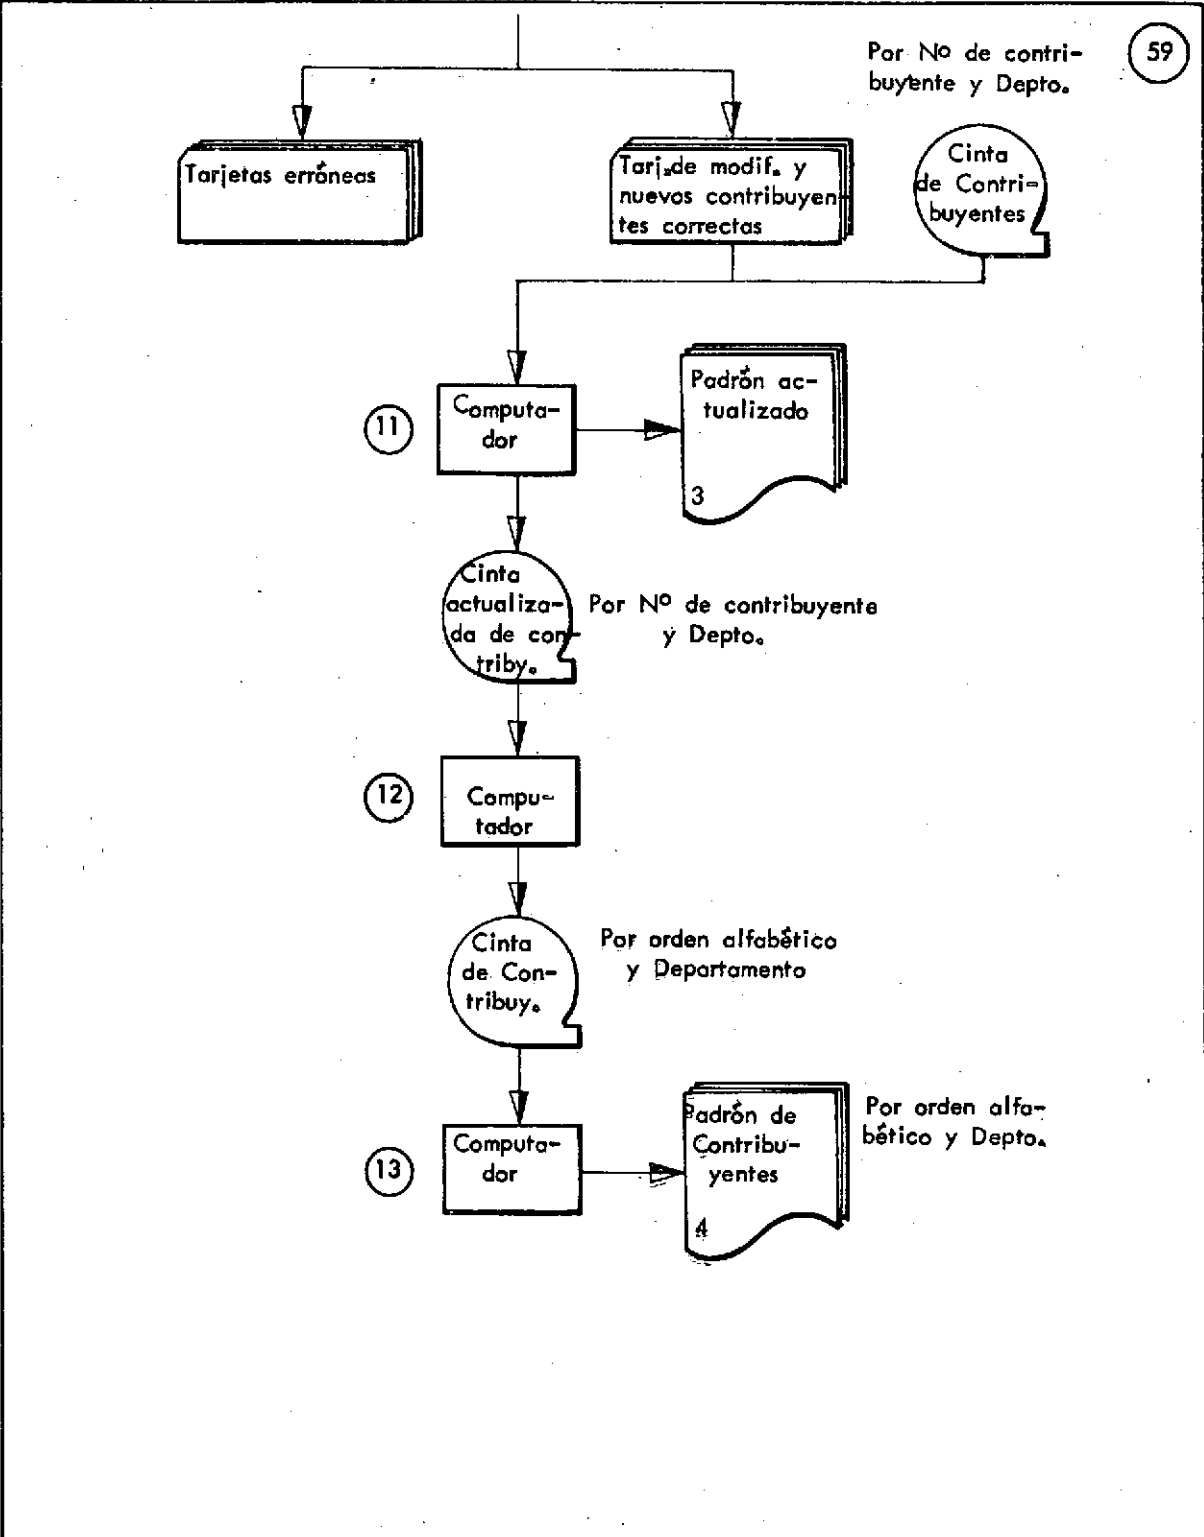 Por Nº de contri-
buyente y Depto.
59
Tarjetas erróneas
Tarj.de modif. y
nuevos contribuyen-
tes correctas
Cinta
de Contri-
buyentes
11
Computa-
dor
Padrón ac-
tualizado
3
Cinta
actualiza-
da de con-
triby.
Por Nº de contribuyente
y Depto.
12
Compu-
tador
Cinta
de Con-
tribuy.
Por orden alfabético
y Departamento
13
Computa-
dor
Padrón de
Contribu-
yentes
4
Por orden alfa-
bético y Depto.